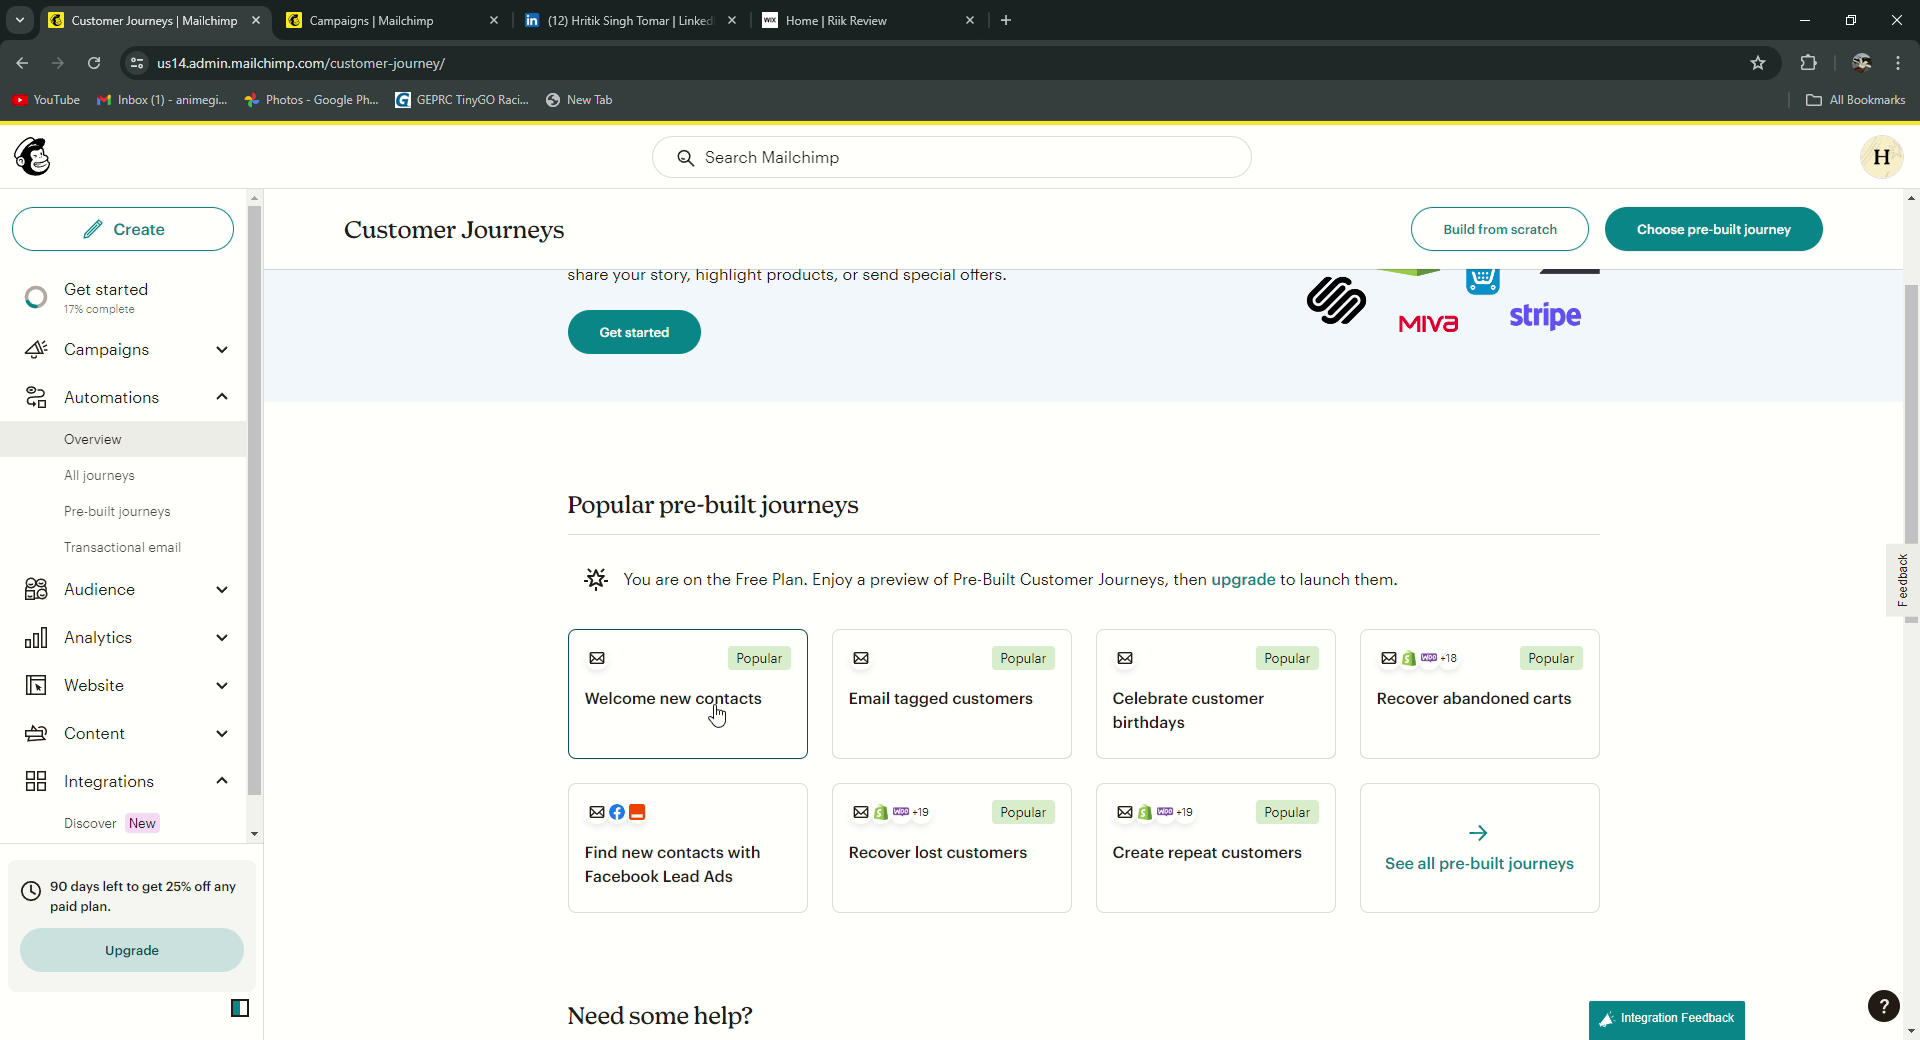 Customer Journeys | Mailchimp
Campaigns | Mailchimp
(12) Hritik Singh Tomar | Linked
Home | Riik Review
us14.admin.mailchimp.com/customer-journey/
YouTube
Inbox (1) - animegi...
Photos - Google Ph...
GEPRC TinyGO Raci...
New Tab
All Bookmarks
Search Mailchimp
H
Create
Get started
17% complete
Campaigns
Automations
Overview
All journeys
Pre-built journeys
Transactional email
Audience
Analytics
Website
Content
Integrations
Discover New
90 days left to get 25% off any
paid plan.
Upgrade
Customer Journeys
Build from scratch
Choose pre-built journey
share your story, highlight products, or send special offers.
Get started
MIVA
stripe
Popular pre-built journeys
You are on the Free Plan. Enjoy a preview of Pre-Built Customer Journeys, then upgrade to launch them.
Popular
Welcome new contacts
Popular
Email tagged customers
Popular
Celebrate customer
birthdays
Woo +18 Popular
Recover abandoned carts
Find new contacts with
Facebook Lead Ads
Woo +19 Popular
Recover lost customers
Woo +19 Popular
Create repeat customers
See all pre-built journeys
Need some help?
Feedback
Integration Feedback
?